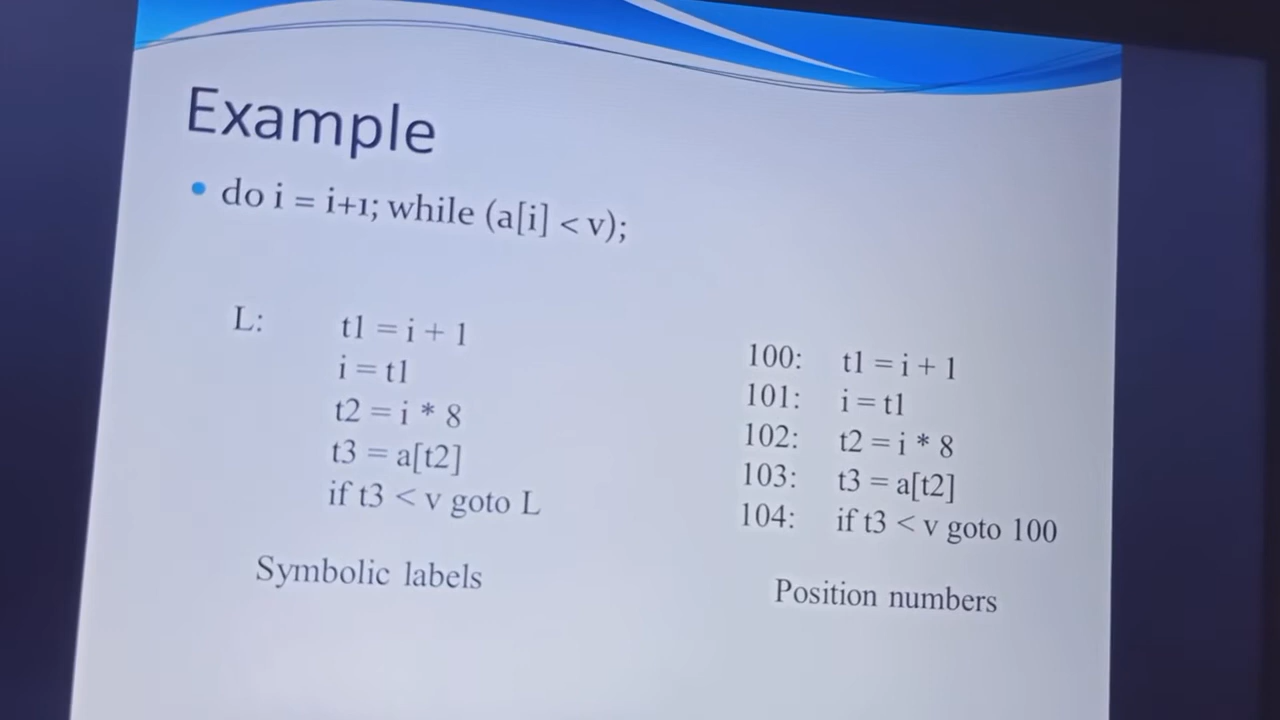 Example
• do i = i+1; while (a[i] < v);
L: t1 = i + 1
i = t1
t2 = i * 8
t3 = a[t2]
if t3 < v goto L
Symbolic labels
100: t1 = i + 1
101: i = t1
102: t2 = i * 8
103: t3 = a[t2]
104: if t3 < v goto 100
Position numbers